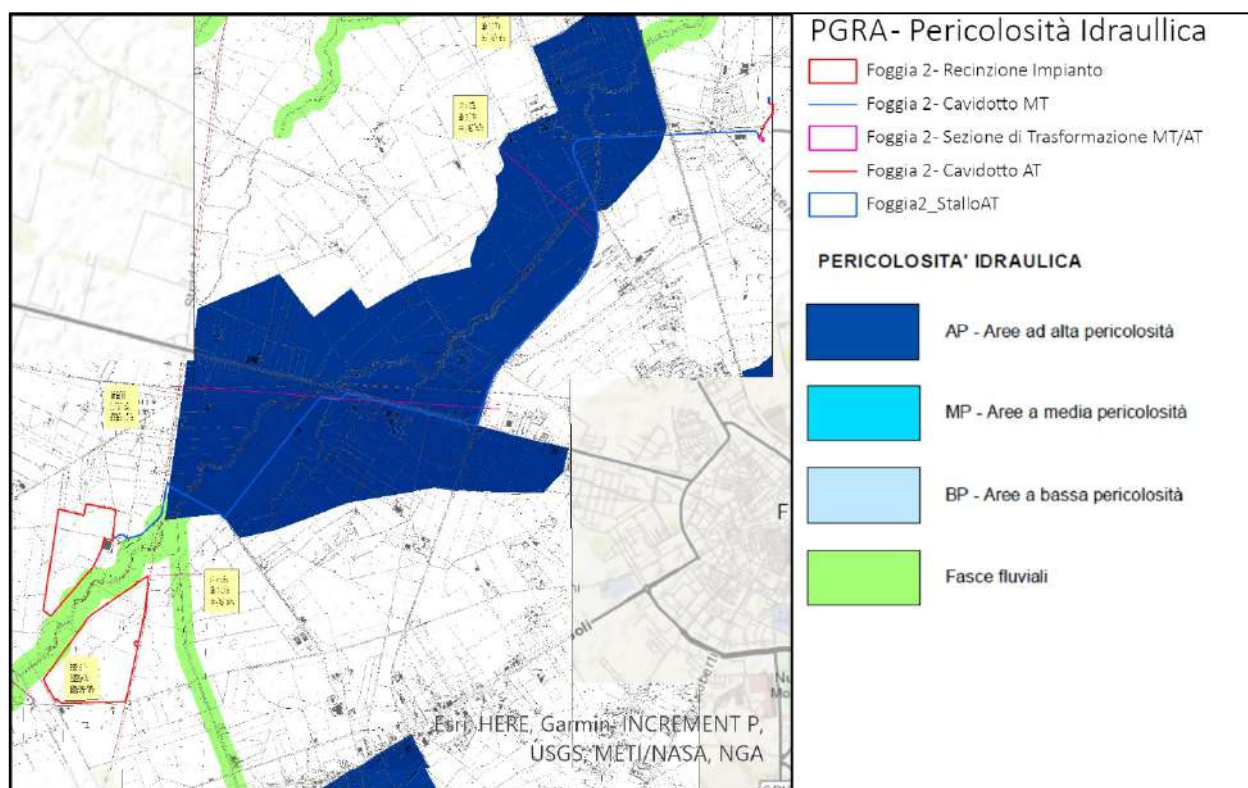 PGRA- Pericolosità Idraullica
Foggia 2- Recinzione Impianto
Foggia 2- Cavidotto MT
Foggia 2- Sezione di Trasformazione MT/AT
Foggia 2- Cavidotto AT
Foggia2_StalloAT
PERICOLOSITA' IDRAULICA
AP - Aree ad alta pericolosità
MP - Aree a media pericolosità
BP - Aree a bassa pericolosità
Fasce fluviali
F
Esri, HERE, Garmin, INCREMENT P,
USGS, METI/NASA, NGA